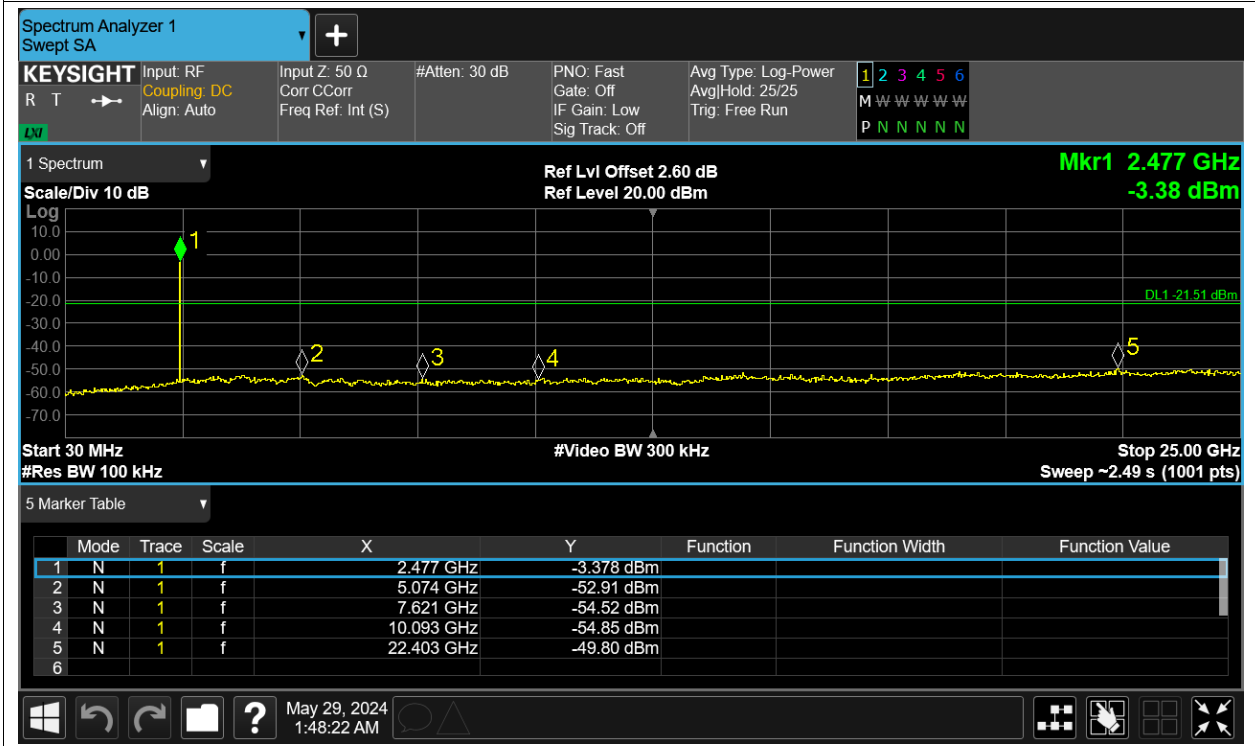 Spectrum Analyzer 1
Swept SA
+
KEYSIGHT Input: RF Input Z: 50 Ω #Atten: 30 dB PNO: Fast Avg Type: Log-Power 1 2 3 4 5 6
R T Coupling: DC Corr CCorr Gate: Off Avg|Hold: 25/25 M W W W W W
Align: Auto Freq Ref: Int (S) IF Gain: Low Trig: Free Run
LXI Sig Track: Off P N N N N N
1 Spectrum Ref Lvl Offset 2.60 dB Mkr1 2.477 GHz
Scale/Div 10 dB Ref Level 20.00 dBm -3.38 dBm
Log
10.0
1
0.00
-10.0
-20.0 DL1 -21.51 dBm
-30.0
-40.0 2 3 4 5
-50.0
-60.0
-70.0
Start 30 MHz #Video BW 300 kHz Stop 25.00 GHz
#Res BW 100 kHz Sweep ~2.49 s (1001 pts)
5 Marker Table
Mode Trace Scale X Y Function Function Width Function Value
1 N 1 f 2.477 GHz -3.378 dBm
2 N 1 f 5.074 GHz -52.91 dBm
3 N 1 f 7.621 GHz -54.52 dBm
4 N 1 f 10.093 GHz -54.85 dBm
5 N 1 f 22.403 GHz -49.80 dBm
6
? May 29, 2024
1:48:22 AM